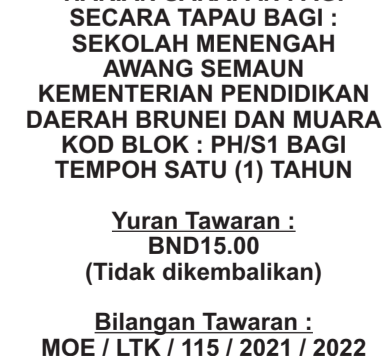 SECARA TAPAU BAGI :
SEKOLAH MENENGAH
AWANG SEMAUN
KEMENTERIAN PENDIDIKAN
DAERAH BRUNEI DAN MUARA
KOD BLOK : PH/S1 BAGI
TEMPOH SATU (1) TAHUN
Yuran Tawaran :
BND15.00
(Tidak dikembalikan)
Bilangan Tawaran :
MOE / LTK / 115 / 2021 / 2022